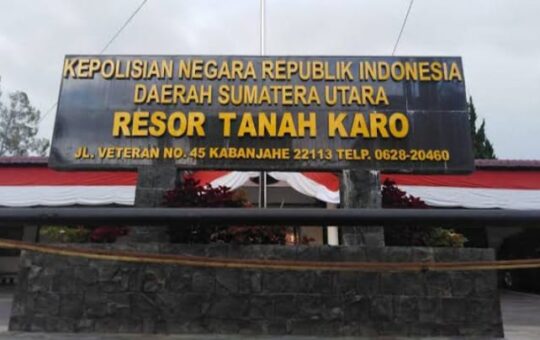 KEPOLISIAN NEGARA REPUBLIK INDONESIA
DAERAH SUMATERA UTARA
RESOR TANAH KARO
JL. VETERAN NO. 45 KABANJAHE 22113 TELP. 0628-20460